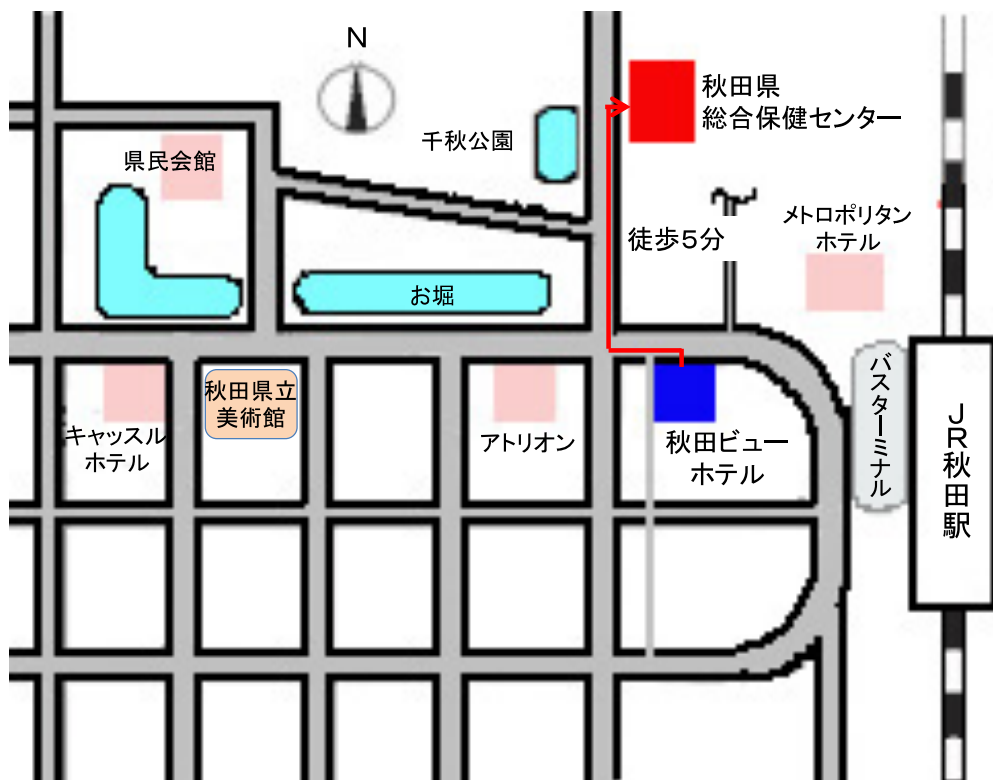 N
秋田県
総合保健センター
千秋公園
県民会館
メトロポリタン
ホテル
徒歩5分
お堀
バスターミナル
JR秋田駅
秋田県立
美術館
キャッスル
ホテル
アトリオン
秋田ビュー
ホテル